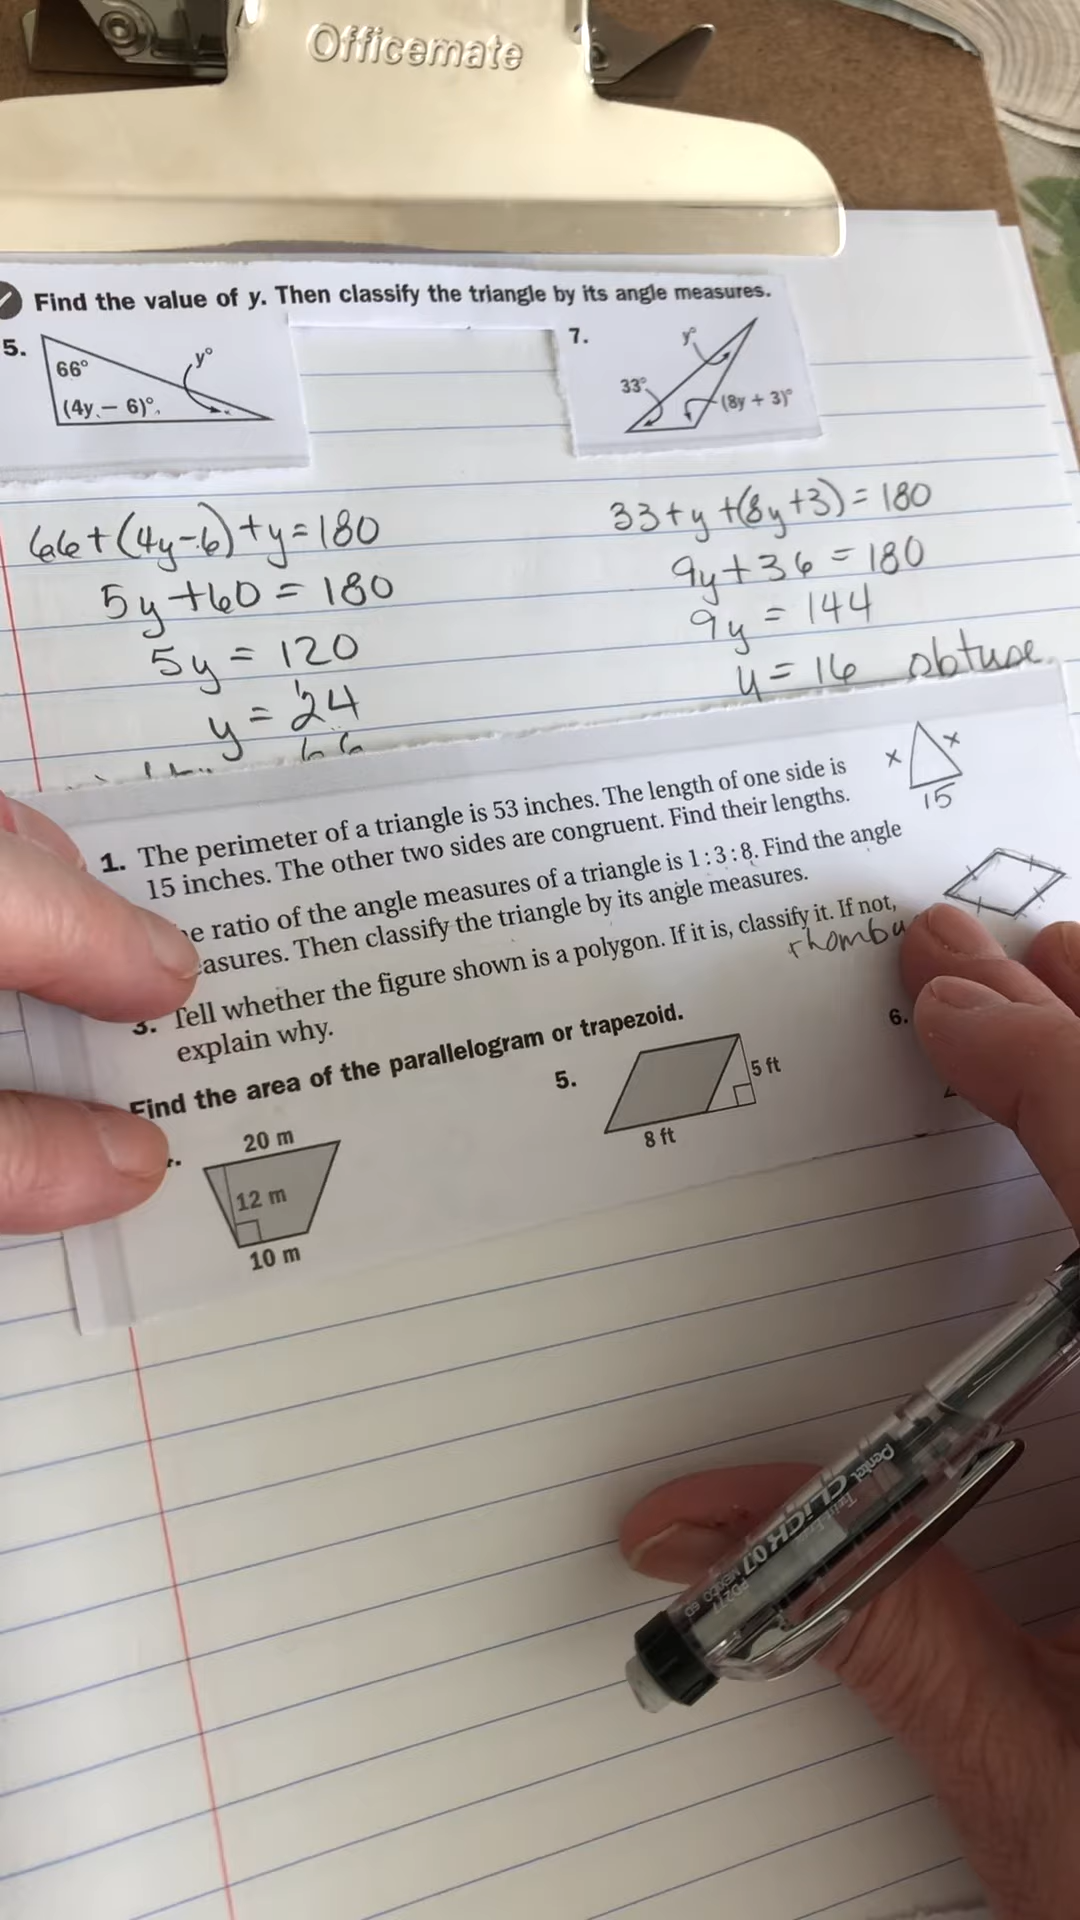 Officemate
Find the value of y. Then classify the triangle by its angle measures.
5.
66°
y°
(4y – 6)°
7.
y°
33°
(8y + 3)°
66+(4y-6)+y=180
5y+60 = 180
5y = 120
y = 24
66
33+y+(8y+3)=180
9y+36 = 180
9y = 144
y = 16 obtuse
1. The perimeter of a triangle is 53 inches. The length of one side is
15 inches. The other two sides are congruent. Find their lengths.
x
x
15
ratio of the angle measures of a triangle is 1:3:8. Find the angle
Then classify the triangle by its angle measures.
3. Tell whether the figure shown is a polygon. If it is, classify it. If not,
explain why.
rhombu
Find the area of the parallelogram or trapezoid.
20 m
12 m
10 m
5.
5 ft
8 ft
6.
Pentel CLiCK 07
MEXICO
PD277